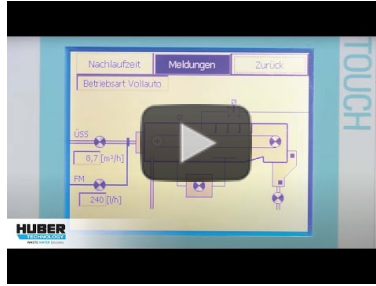 Nachlaufzeit
Meldungen
Zurück
Betriebsart Vollauto
ÜSS
8,7 [m³/h]
FM
240 [l/h]
TOUCH
HUBER
TECHNOLOGY
WASTE WATER Solutions